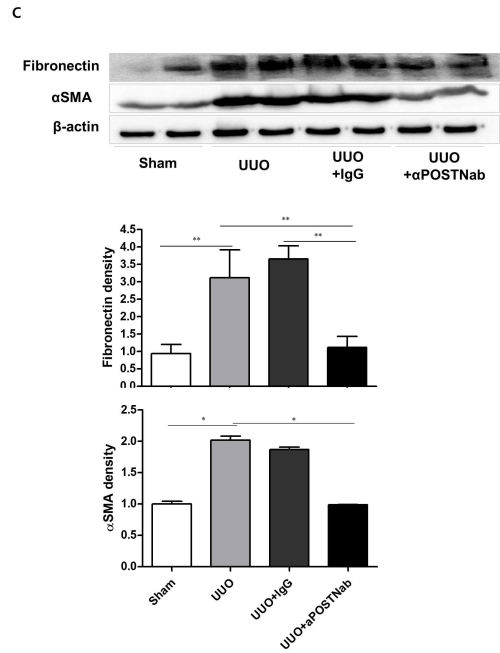 C
Fibronectin
αSMA
β-actin
Sham
UUO
UUO
+IgG
UUO
+αPOSTNab
Fibronectin density
4.5
4.0
3.5
3.0
2.5
2.0
1.5
1.0
0.5
0.0
**
**
**
αSMA density
2.5
2.0
1.5
1.0
0.5
0.0
*
*
Sham
UUO
UUO+IgG
UUO+aPOSTNab